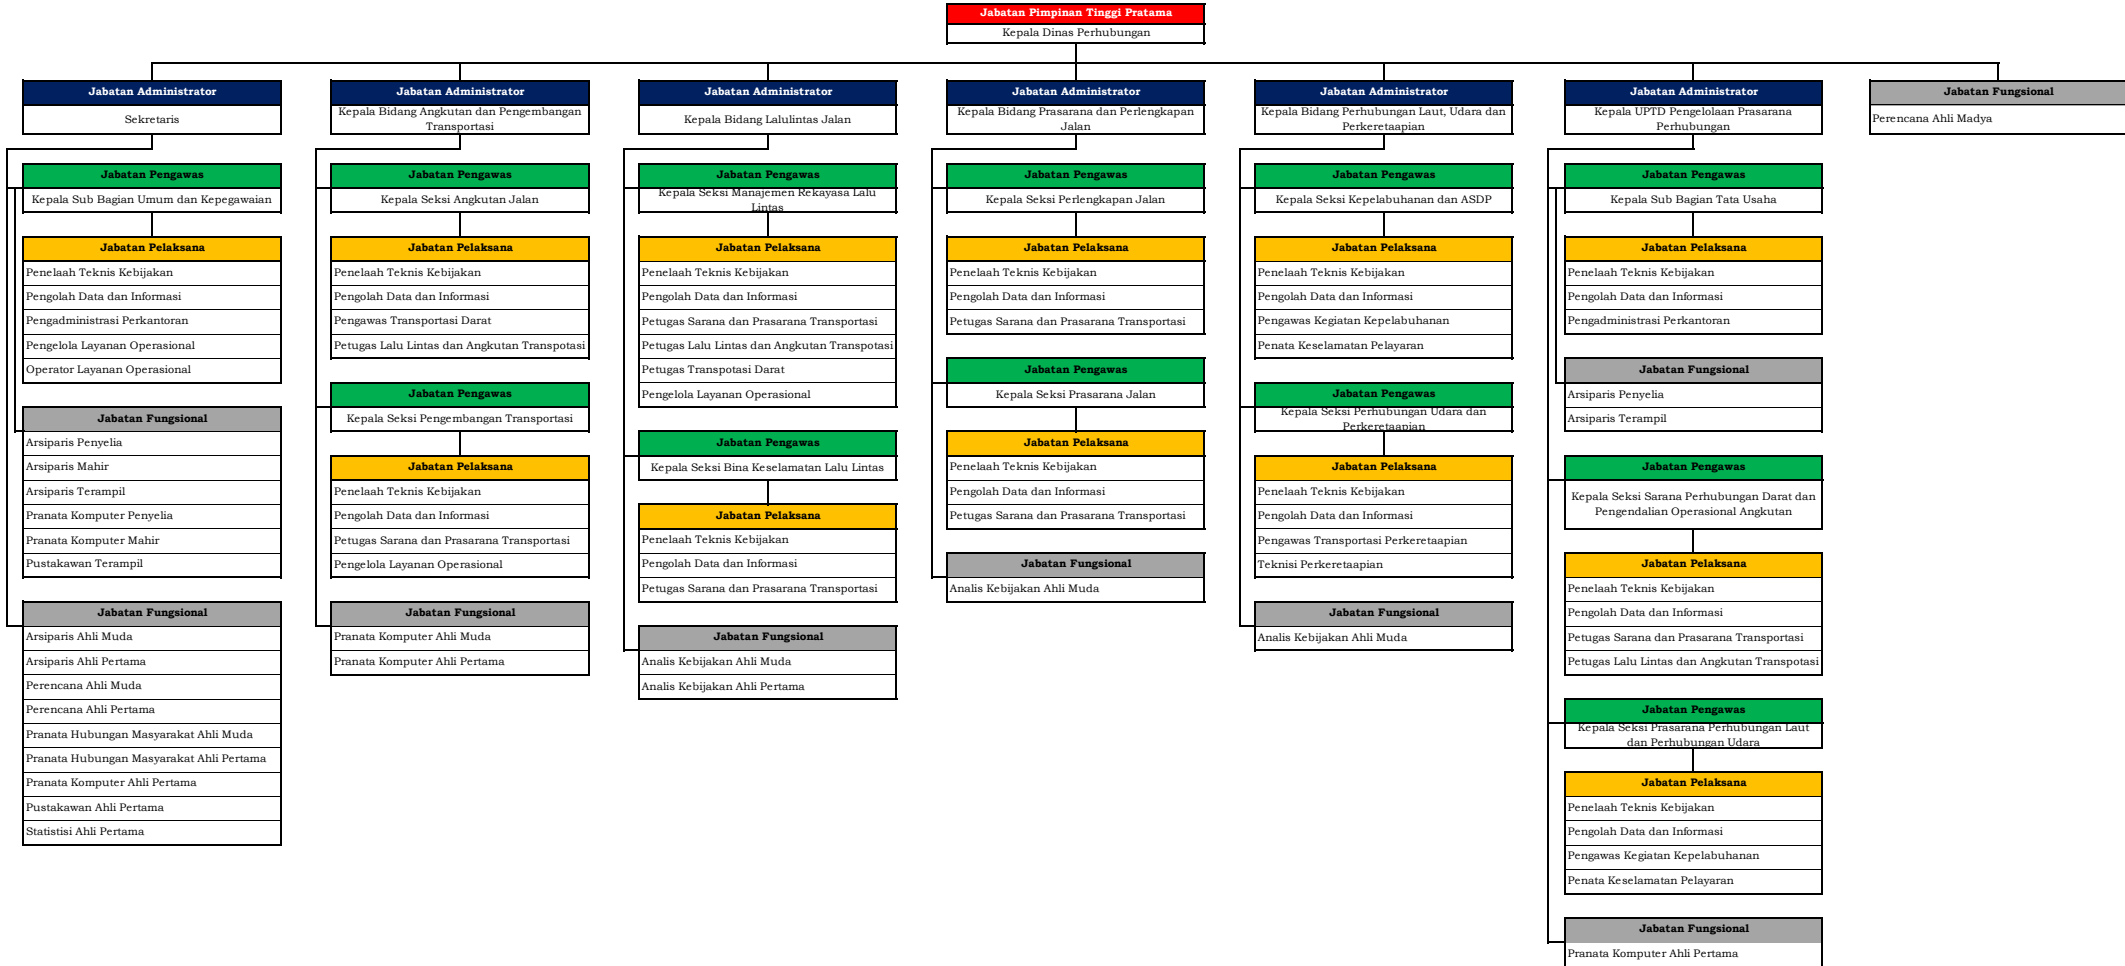 Jabatan Pimpinan Tinggi Pratama
Kepala Dinas Perhubungan
Jabatan Administrator
Sekretaris
Jabatan Pengawas
Kepala Sub Bagian Umum dan Kepegawaian
Jabatan Pelaksana
Penelaah Teknis Kebijakan
Pengolah Data dan Informasi
Pengadministrasi Perkantoran
Pengelola Layanan Operasional
Operator Layanan Operasional
Jabatan Fungsional
Arsiparis Penyelia
Arsiparis Mahir
Arsiparis Terampil
Pranata Komputer Penyelia
Pranata Komputer Mahir
Pustakawan Terampil
Jabatan Fungsional
Arsiparis Ahli Muda
Arsiparis Ahli Pertama
Perencana Ahli Muda
Perencana Ahli Pertama
Pranata Hubungan Masyarakat Ahli Muda
Pranata Hubungan Masyarakat Ahli Pertama
Pranata Komputer Ahli Pertama
Pustakawan Ahli Pertama
Statistisi Ahli Pertama
Jabatan Administrator
Kepala Bidang Angkutan dan Pengembangan
Transportasi
Jabatan Pengawas
Kepala Seksi Angkutan Jalan
Jabatan Pelaksana
Penelaah Teknis Kebijakan
Pengolah Data dan Informasi
Pengawas Transportasi Darat
Petugas Lalu Lintas dan Angkutan Transpotasi
Jabatan Pengawas
Kepala Seksi Pengembangan Transportasi
Jabatan Pelaksana
Penelaah Teknis Kebijakan
Pengolah Data dan Informasi
Petugas Sarana dan Prasarana Transportasi
Pengelola Layanan Operasional
Jabatan Fungsional
Pranata Komputer Ahli Muda
Pranata Komputer Ahli Pertama
Jabatan Administrator
Kepala Bidang Lalulintas Jalan
Jabatan Pengawas
Kepala Seksi Manajemen Rekayasa Lalu
Lintas
Jabatan Pelaksana
Penelaah Teknis Kebijakan
Pengolah Data dan Informasi
Petugas Sarana dan Prasarana Transportasi
Petugas Lalu Lintas dan Angkutan Transpotasi
Petugas Transpotasi Darat
Pengelola Layanan Operasional
Jabatan Pengawas
Kepala Seksi Bina Keselamatan Lalu Lintas
Jabatan Pelaksana
Penelaah Teknis Kebijakan
Pengolah Data dan Informasi
Petugas Sarana dan Prasarana Transportasi
Jabatan Fungsional
Analis Kebijakan Ahli Muda
Analis Kebijakan Ahli Pertama
Jabatan Administrator
Kepala Bidang Prasarana dan Perlengkapan
Jalan
Jabatan Pengawas
Kepala Seksi Perlengkapan Jalan
Jabatan Pelaksana
Penelaah Teknis Kebijakan
Pengolah Data dan Informasi
Petugas Sarana dan Prasarana Transportasi
Jabatan Pengawas
Kepala Seksi Prasarana Jalan
Jabatan Pelaksana
Penelaah Teknis Kebijakan
Pengolah Data dan Informasi
Petugas Sarana dan Prasarana Transportasi
Jabatan Fungsional
Analis Kebijakan Ahli Muda
Jabatan Administrator
Kepala Bidang Perhubungan Laut, Udara dan
Perkeretaapian
Jabatan Pengawas
Kepala Seksi Kepelabuhanan dan ASDP
Jabatan Pelaksana
Penelaah Teknis Kebijakan
Pengolah Data dan Informasi
Pengawas Kegiatan Kepelabuhanan
Penata Keselamatan Pelayaran
Jabatan Pengawas
Kepala Seksi Perhubungan Udara dan
Perkeretaapian
Jabatan Pelaksana
Penelaah Teknis Kebijakan
Pengolah Data dan Informasi
Pengawas Transportasi Perkeretaapian
Teknisi Perkeretaapian
Jabatan Fungsional
Analis Kebijakan Ahli Muda
Jabatan Administrator
Kepala UPTD Pengelolaan Prasarana
Perhubungan
Jabatan Pengawas
Kepala Sub Bagian Tata Usaha
Jabatan Pelaksana
Penelaah Teknis Kebijakan
Pengolah Data dan Informasi
Pengadministrasi Perkantoran
Jabatan Fungsional
Arsiparis Penyelia
Arsiparis Terampil
Jabatan Pengawas
Kepala Seksi Sarana Perhubungan Darat dan
Pengendalian Operasional Angkutan
Jabatan Pelaksana
Penelaah Teknis Kebijakan
Pengolah Data dan Informasi
Petugas Sarana dan Prasarana Transportasi
Petugas Lalu Lintas dan Angkutan Transpotasi
Jabatan Pengawas
Kepala Seksi Prasarana Perhubungan Laut
dan Perhubungan Udara
Jabatan Pelaksana
Penelaah Teknis Kebijakan
Pengolah Data dan Informasi
Pengawas Kegiatan Kepelabuhanan
Penata Keselamatan Pelayaran
Jabatan Fungsional
Pranata Komputer Ahli Pertama
Jabatan Fungsional
Perencana Ahli Madya